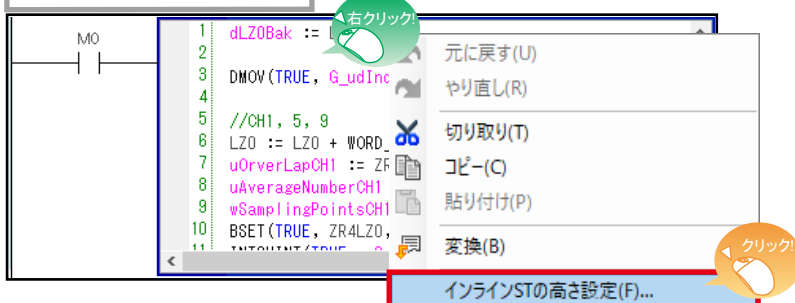 右クリック!
M0
1 dLZ0Bak :=
2
3 DMOV(TRUE, G_udInd
4
5 //CH1, 5, 9
6 LZ0 := LZ0 + WORD_
7 uOrverLapCH1 := ZR
8 uAverageNumberCH1
9 wSamplingPointsCH1
10 BSET(TRUE, ZR4LZ0,
11
元に戻す(U)
やり直し(R)
切り取り(T)
コピー(C)
貼り付け(P)
変換(B)
クリック!
インラインSTの高さ設定(F)...